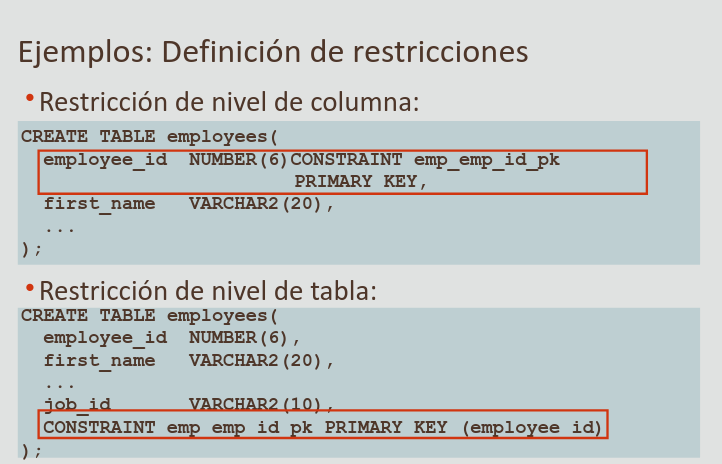 Ejemplos: Definición de restricciones
•Restricción de nivel de columna:
CREATE TABLE employees(
employee_id NUMBER(6)CONSTRAINT emp_emp_id_pk
PRIMARY KEY,
first_name VARCHAR2(20),
...
);
•Restricción de nivel de tabla:
CREATE TABLE employees(
employee_id NUMBER(6),
first_name VARCHAR2(20),
...
job_id VARCHAR2(10),
CONSTRAINT emp_emp_id_pk PRIMARY KEY (employee_id)
);